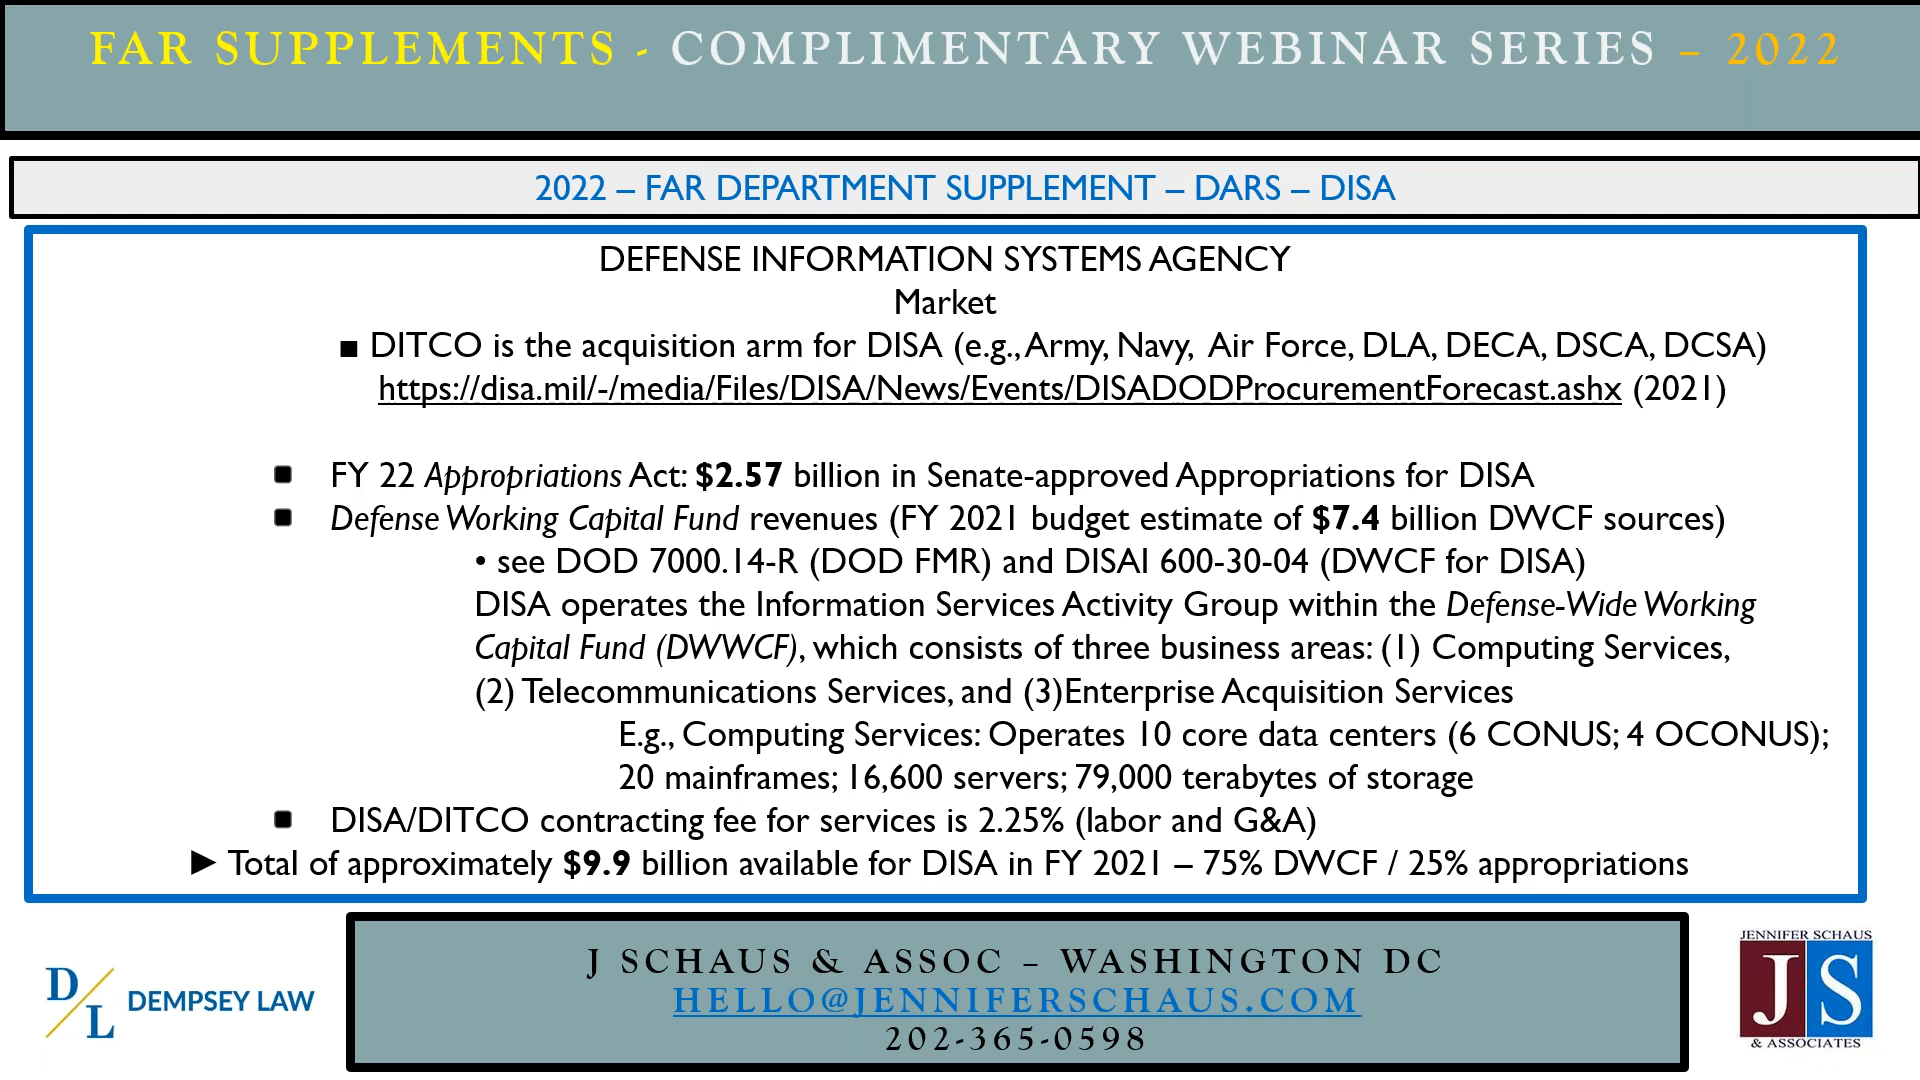 FAR SUPPLEMENTS - COMPLIMENTARY WEBINAR SERIES – 2022
2022 – FAR DEPARTMENT SUPPLEMENT – DARS – DISA
DEFENSE INFORMATION SYSTEMS AGENCY
Market
■ DITCO is the acquisition arm for DISA (e.g., Army, Navy, Air Force, DLA, DECA, DSCA, DCSA)
https://disa.mil/-/media/Files/DISA/News/Events/DISADODProcurementForecast.ashx (2021)
■ FY 22 Appropriations Act: $2.57 billion in Senate-approved Appropriations for DISA
■ Defense Working Capital Fund revenues (FY 2021 budget estimate of $7.4 billion DWCF sources)
• see DOD 7000.14-R (DOD FMR) and DISAI 600-30-04 (DWCF for DISA)
DISA operates the Information Services Activity Group within the Defense-Wide Working
Capital Fund (DWWCF), which consists of three business areas: (1) Computing Services,
(2) Telecommunications Services, and (3)Enterprise Acquisition Services
E.g., Computing Services: Operates 10 core data centers (6 CONUS; 4 OCONUS);
20 mainframes; 16,600 servers; 79,000 terabytes of storage
■ DISA/DITCO contracting fee for services is 2.25% (labor and G&A)
► Total of approximately $9.9 billion available for DISA in FY 2021 – 75% DWCF / 25% appropriations
D L DEMPSEY LAW
J SCHAUS & ASSOC – WASHINGTON DC
HELLO@JENNIFERSCHAUS.COM
202-365-0598
JENNIFER SCHAUS
JS
& ASSOCIATES